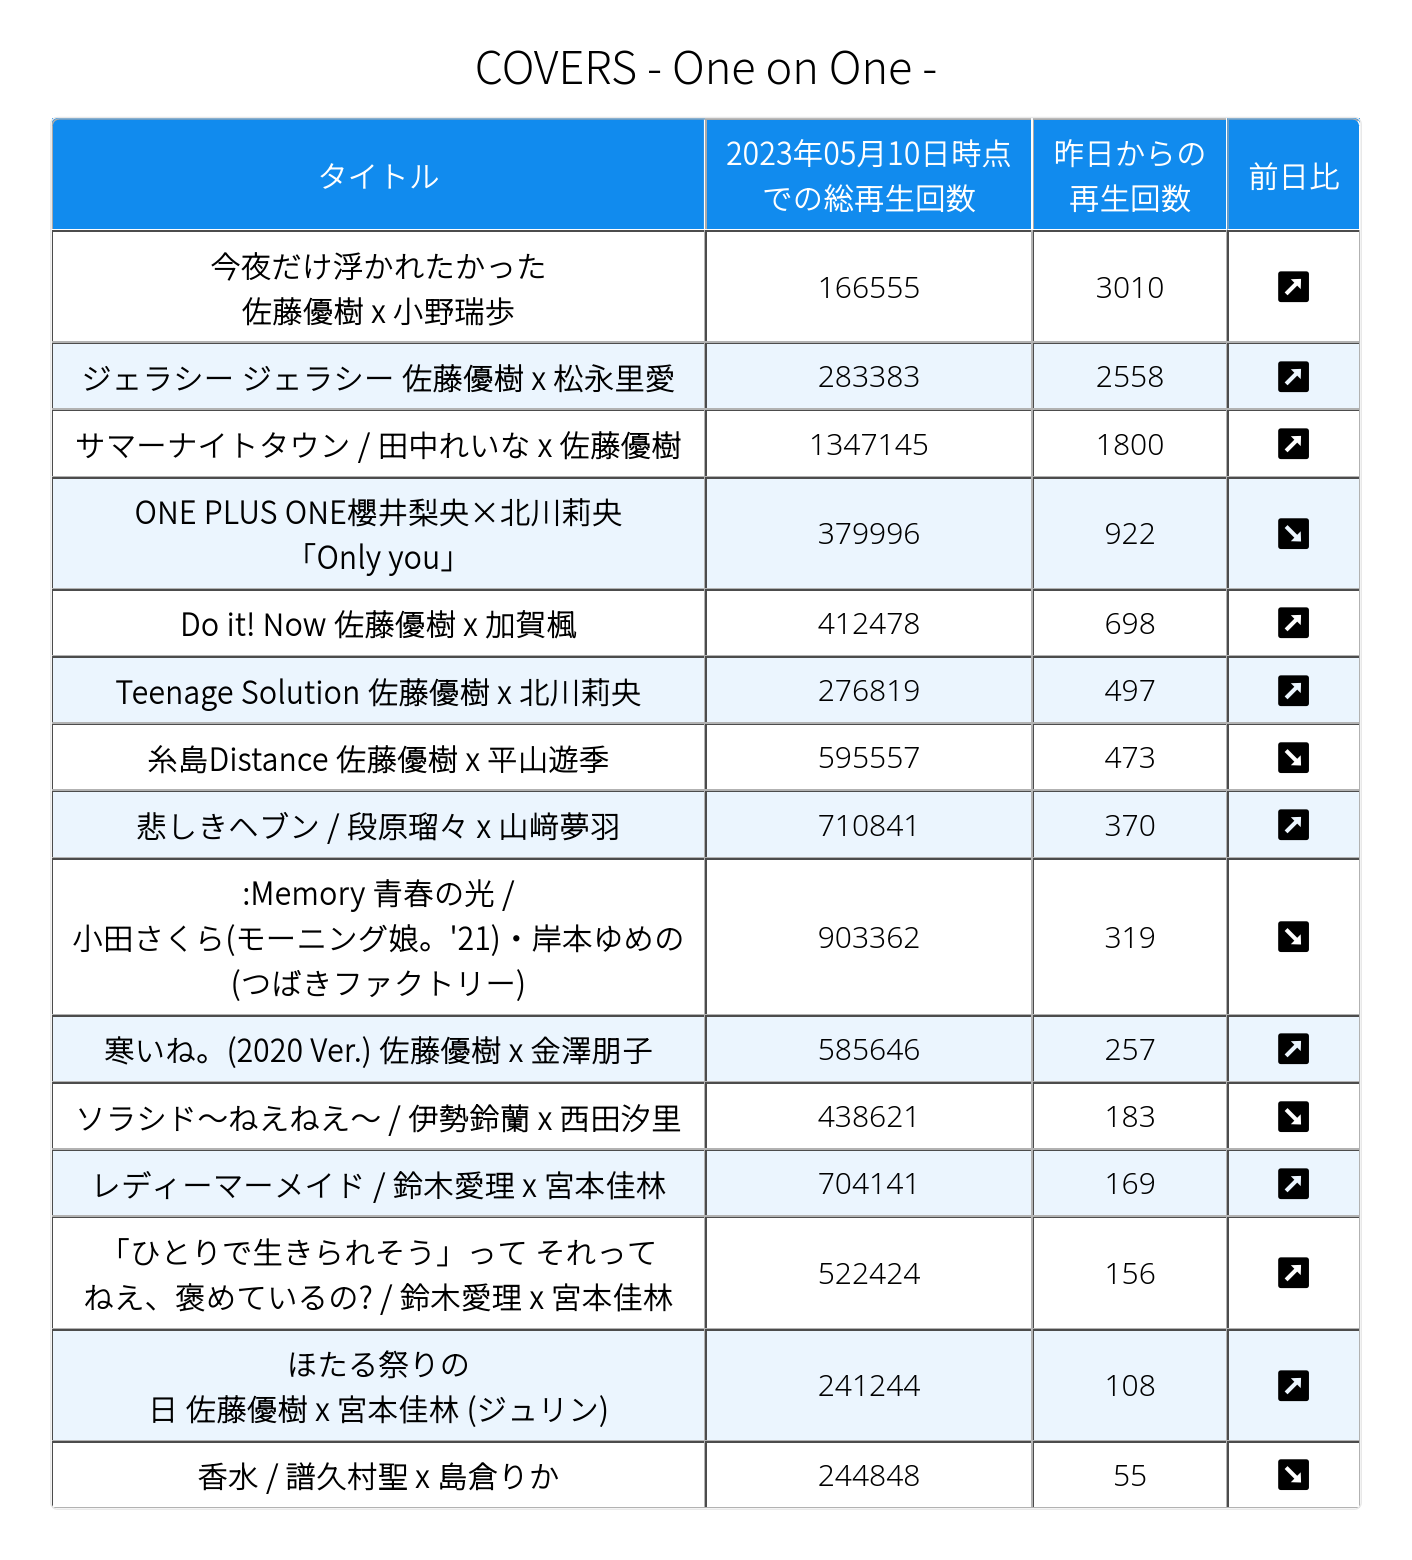 COVERS - One on One -
タイトル
2023年05月10日時点
での総再生回数
昨日からの
再生回数
前日比
今夜だけ浮かれたかった
佐藤優樹 x 小野瑞歩
166555
3010
ジェラシー ジェラシー 佐藤優樹 x 松永里愛
283383
2558
サマーナイトタウン / 田中れいな x 佐藤優樹
1347145
1800
ONE PLUS ONE櫻井梨央×北川莉央
「Only you」
379996
922
Do it! Now 佐藤優樹 x 加賀楓
412478
698
Teenage Solution 佐藤優樹 x 北川莉央
276819
497
糸島Distance 佐藤優樹 x 平山遊季
595557
473
悲しきヘブン / 段原瑠々 x 山﨑夢羽
710841
370
:Memory 青春の光 /
小田さくら(モーニング娘。'21)・岸本ゆめの
(つばきファクトリー)
903362
319
寒いね。(2020 Ver.) 佐藤優樹 x 金澤朋子
585646
257
ソラシド〜ねえねえ〜 / 伊勢鈴蘭 x 西田汐里
438621
183
レディーマーメイド / 鈴木愛理 x 宮本佳林
704141
169
「ひとりで生きられそう」って それって
ねえ、褒めているの? / 鈴木愛理 x 宮本佳林
522424
156
ほたる祭りの
日 佐藤優樹 x 宮本佳林 (ジュリン)
241244
108
香水 / 譜久村聖 x 島倉りか
244848
55